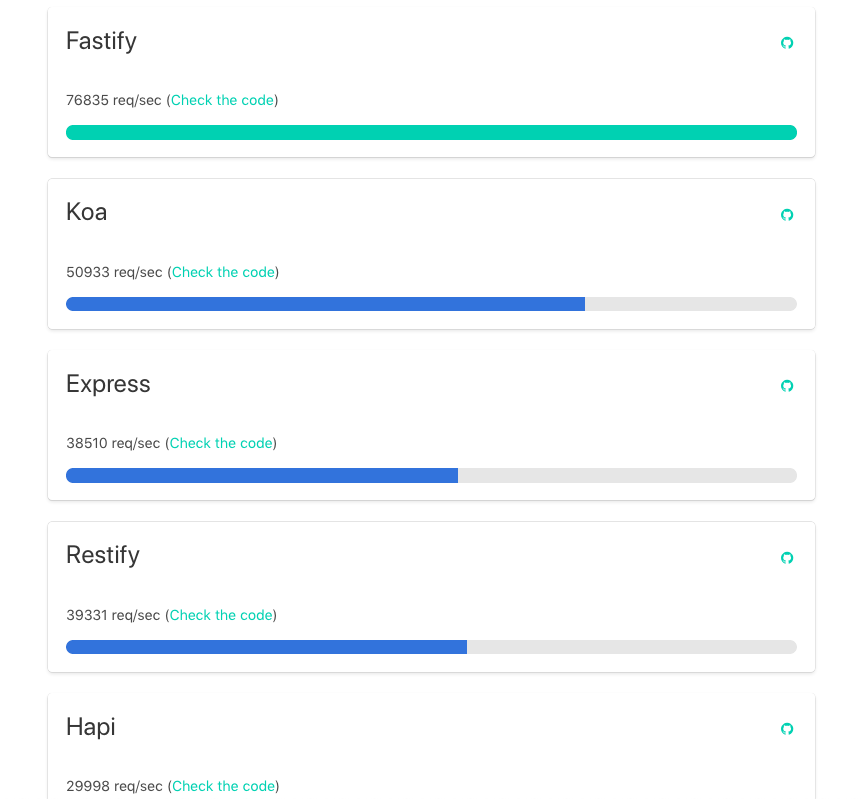 Fastify
76835 req/sec (Check the code)
Koa
50933 req/sec (Check the code)
Express
38510 req/sec (Check the code)
Restify
39331 req/sec (Check the code)
Hapi
29998 req/sec (Check the code)